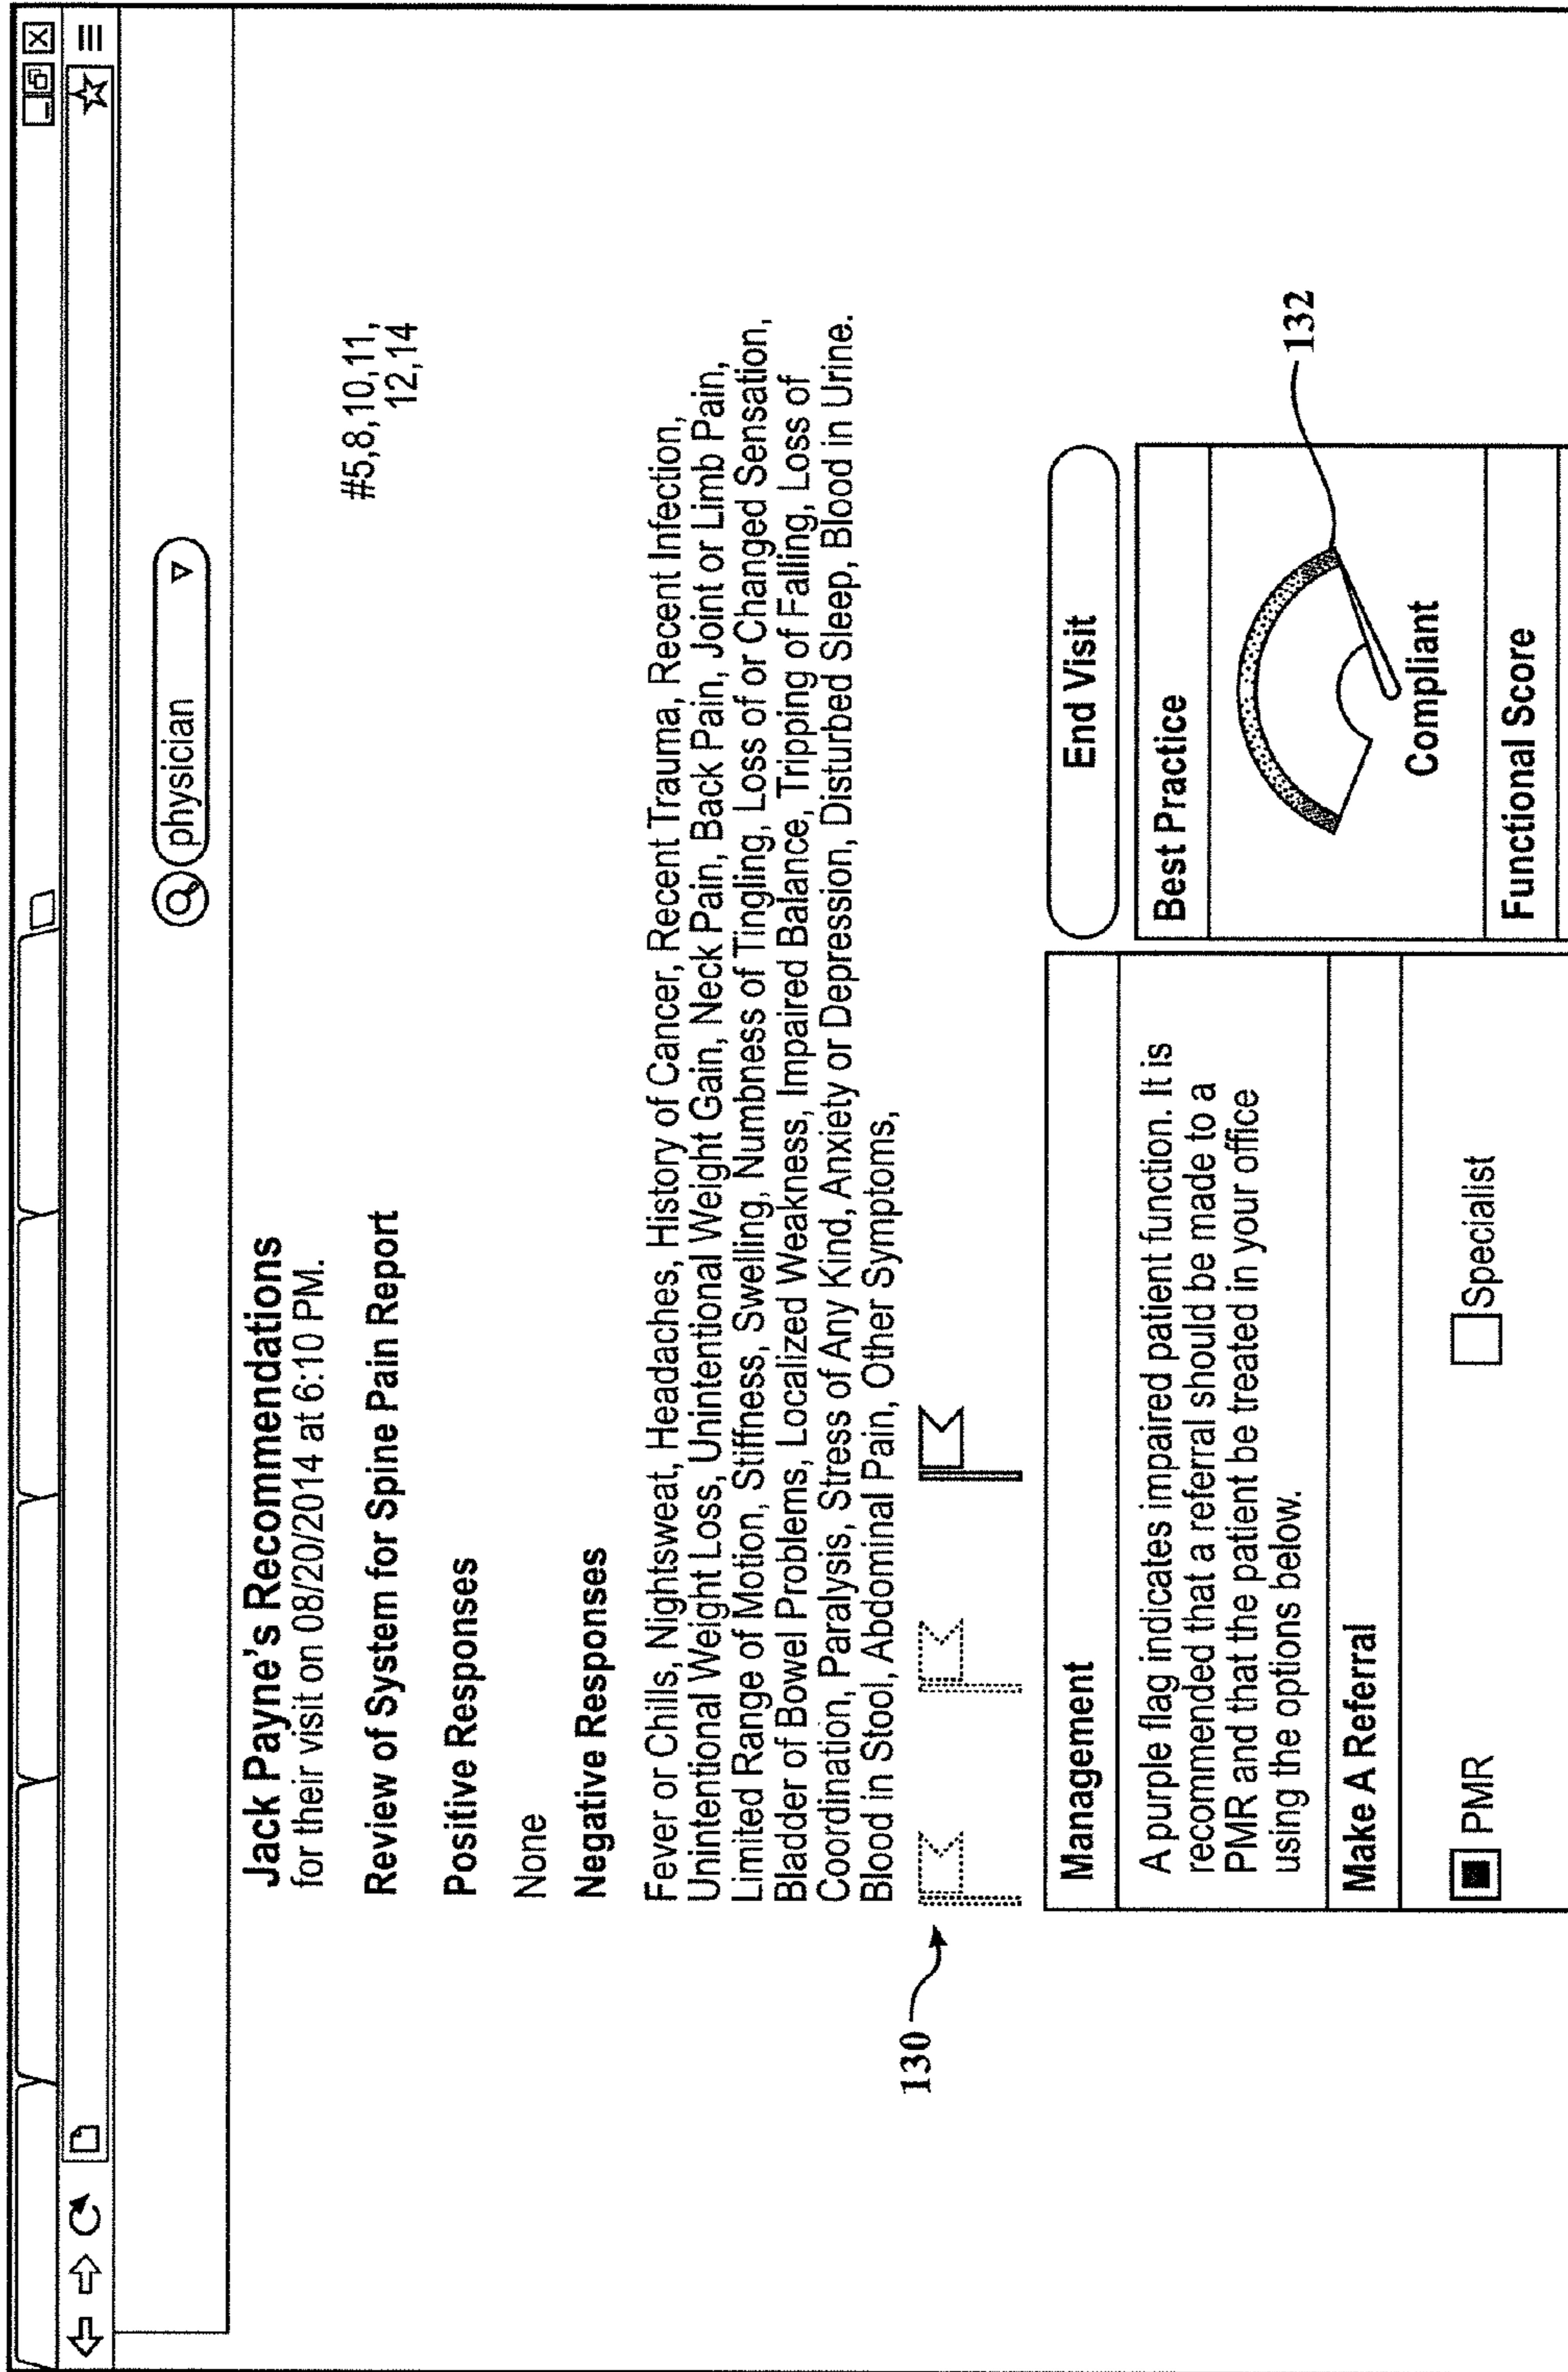 physician
Jack Payne's Recommendations
for their visit on 08/20/2014 at 6:10 PM.
#5,8,10,11,
12,14
Review of System for Spine Pain Report
Positive Responses
None
Negative Responses
Fever or Chills, Nightsweat, Headaches, History of Cancer, Recent Trauma, Recent Infection,
Unintentional Weight Loss, Unintentional Weight Gain, Neck Pain, Back Pain, Joint or Limb Pain,
Limited Range of Motion, Stiffness, Swelling, Numbness of Tingling, Loss of or Changed Sensation,
Bladder of Bowel Problems, Localized Weakness, Impaired Balance, Tripping of Falling, Loss of
Coordination, Paralysis, Stress of Any Kind, Anxiety or Depression, Disturbed Sleep, Blood in Urine.
Blood in Stool, Abdominal Pain, Other Symptoms,
130
Management
A purple flag indicates impaired patient function. It is
recommended that a referral should be made to a
PMR and that the patient be treated in your office
using the options below.
Make A Referral
PMR
Specialist
End Visit
Best Practice
132
Compliant
Functional Score